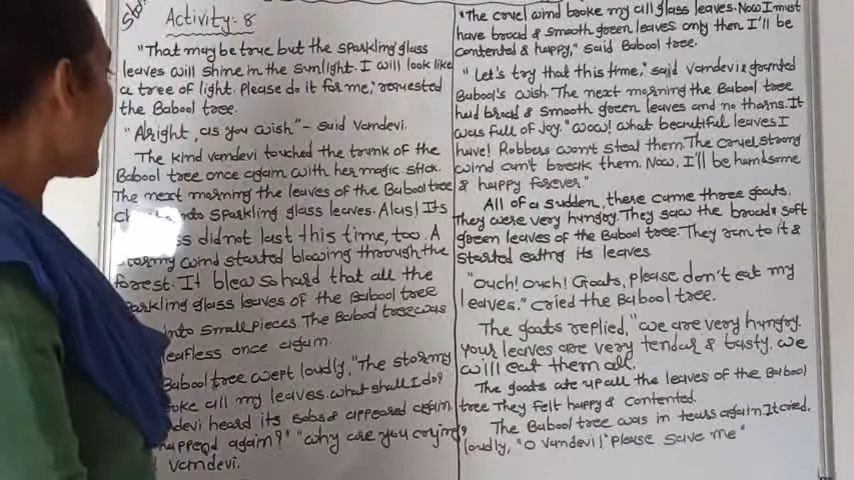 Activity-8
"That may be true but the sparkling glass
leaves will shine in the sunlight. I will look like
a tree of light. Please do it for me," requested
the Babool tree.
"Alright, as you wish" - said Vandevi.
The kind vandevi touched the trunk of the
Babool tree once again with her magic stick.
The next morning the leaves of the Babool tree
into sparkling glass leaves. Alas! Its
did not last this time, too. A
stormy wind started blowing through the
forest. It blew so hard that all the
sparkling glass leaves of the Babool tree
into small pieces. The Babool tree was
leafless once again.
Babool tree wept loudly. "The stormy
all my leaves. what shall I do?
heard its sobs & appeared again.
again?" "why are you crying?
Vandevi.
"The cruel wind broke my all glass leaves. Now I must
have broad & smooth green leaves only then I'll be
contented & happy," said Babool tree.
"Let's try that this time," said Vandevi & granted
Babool's wish. The next morning the Babool tree
had broad & smooth green leaves and no thorns. It
was full of joy. "wow! what beautiful leaves I
have! Robbers won't steal them. The cruel strong
wind can't break them. Now, I'll be handsome
& happy forever."
All of a sudden, there came three goats.
They were very hungry. They saw the broad & soft
green leaves of the Babool tree. They ran to it &
started eating its leaves
"Ouch! Ouch! Goats, please don't eat my
leaves." cried the Babool tree.
The goats replied, "we are very hungry.
Your leaves are very tender & tasty. we
will eat them all.
The goats ate up all the leaves of the Babool
tree They felt happy & contented.
The Babool tree was in tears again. It cried,
loudly, "O Vandevi! Please save me"